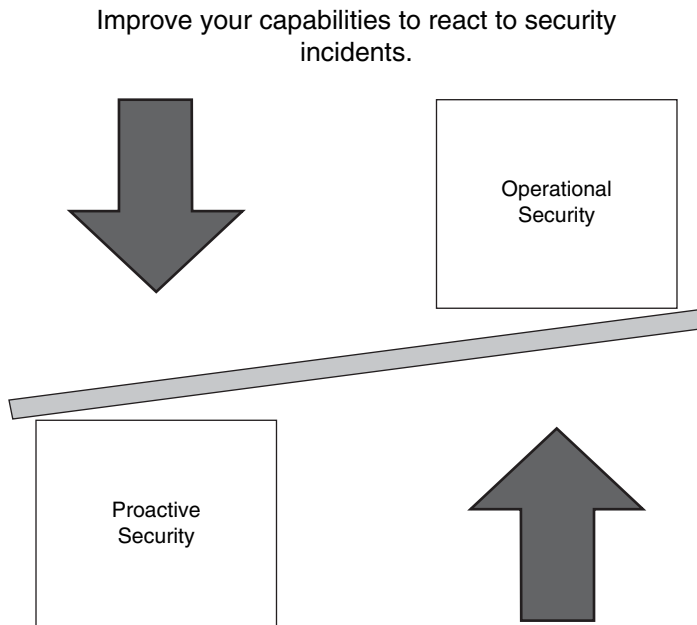 Improve your capabilities to react to security
incidents.
Operational
Security
Proactive
Security